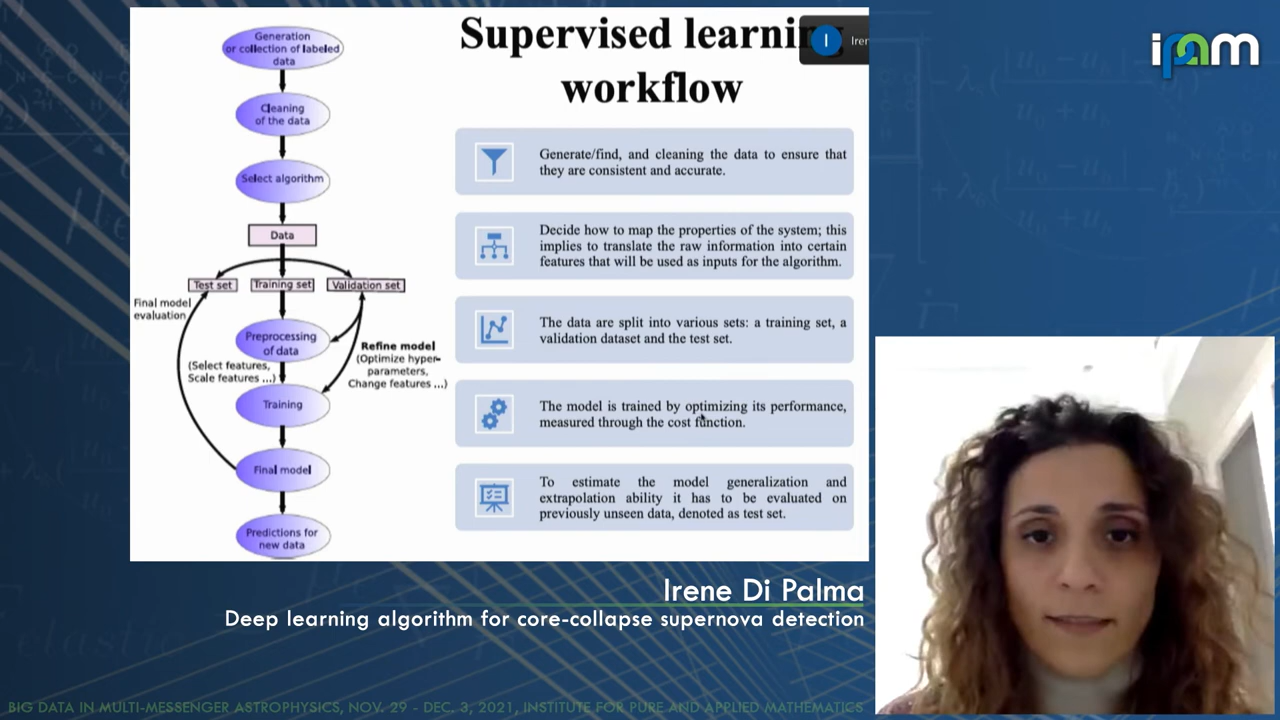 Supervised learnin
workflow
I Iren
ipam
Generation
or collection of labeled
data
Cleaning
of the data
Select algorithm
Data
Test set
Training set
Validation set
Final model
evaluation
Preprocessing
of data
(Select features,
Scale features ...)
Refine model
(Optimize hyper-
parameters,
Change features ...)
Training
Final model
Predictions for
new data
Generate/find, and cleaning the data to ensure that
they are consistent and accurate.
Decide how to map the properties of the system; this
implies to translate the raw information into certain
features that will be used as inputs for the algorithm.
The data are split into various sets: a training set, a
validation dataset and the test set.
The model is trained by optimizing its performance,
measured through the cost function.
To estimate the model generalization and
extrapolation ability it has to be evaluated on
previously unseen data, denoted as test set.
Irene Di Palma
Deep learning algorithm for core-collapse supernova detection
BIG DATA IN MULTI-MESSENGER ASTROPHYSICS, NOV. 29 - DEC. 3, 2021, INSTITUTE FOR PURE AND APPLIED MATHEMATICS